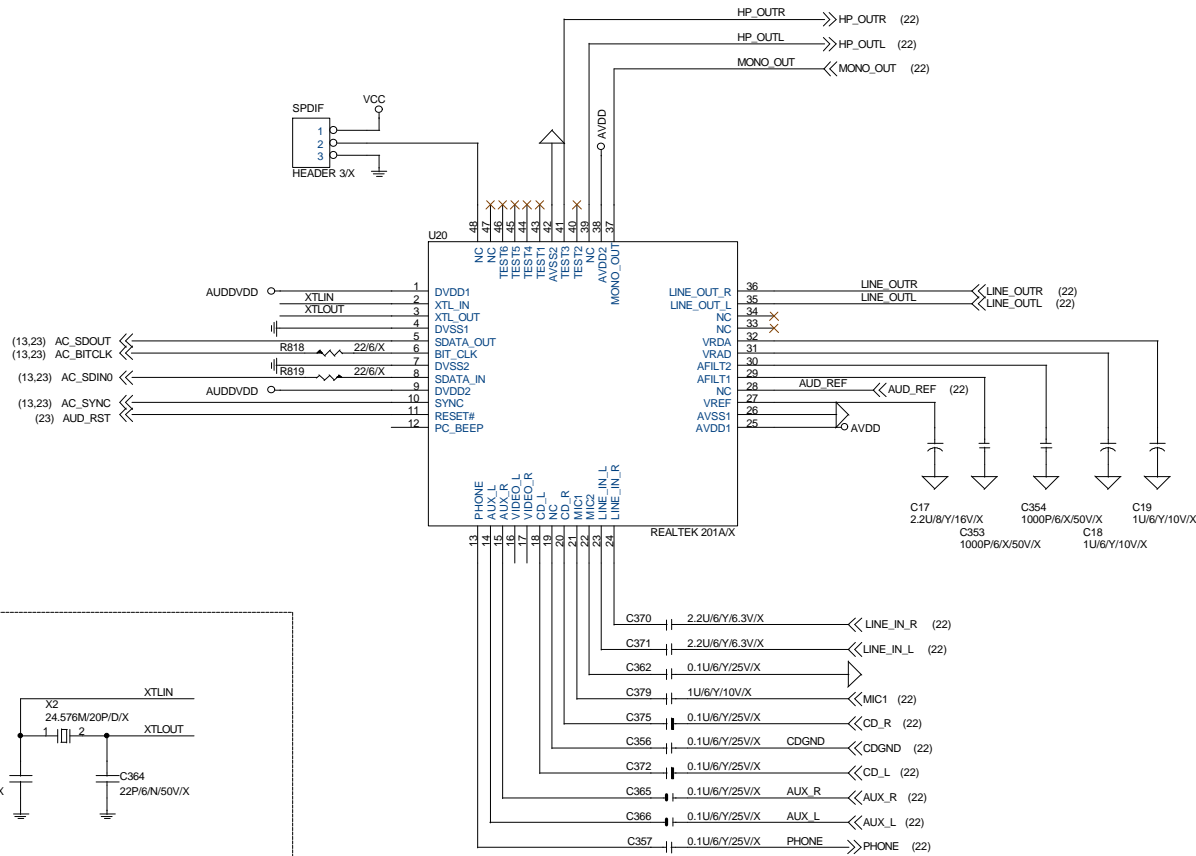 HP_OUTR HP_OUTR (22)
HP_OUTL HP_OUTL (22)
MONO_OUT MONO_OUT (22)
SPDIF
VCC
1
2
3
HEADER 3/X
AVDD
48 47 46 45 44 43 42 41 40 39 38 37
U20
NC NC TEST6 TEST5 TEST4 TEST1 AVSS2 TEST3 TEST2 NC AVDD2 MONO_OUT
AUDDVDD 1 DVDD1
XTLIN 2 XTL_IN
XTLOUT 3 XTL_OUT
4 DVSS1
(13,23) AC_SDOUT 5 SDATA_OUT
(13,23) AC_BITCLK R818 22/6/X 6 BIT_CLK
7 DVSS2
(13,23) AC_SDIN0 R819 22/6/X 8 SDATA_IN
AUDDVDD 9 DVDD2
(13,23) AC_SYNC 10 SYNC
(23) AUD_RST 11 RESET#
12 PC_BEEP
LINE_OUT_R 36 LINE_OUTR LINE_OUTR (22)
LINE_OUT_L 35 LINE_OUTL LINE_OUTL (22)
NC 34
NC 33
VRDA 32
VRAD 31
AFILT2 30
AFILT1 29
NC 28 AUD_REF AUD_REF (22)
VREF 27
AVSS1 26
AVDD1 25 AVDD
PHONE AUX_L AUX_R VIDEO_L VIDEO_R CD_L NC CD_R MIC1 MIC2 LINE_IN_L LINE_IN_R
13 14 15 16 17 18 19 20 21 22 23 24
REALTEK 201A/X
C17
2.2U/8/Y/16V/X
C353
1000P/6/X/50V/X
C354
1000P/6/X/50V/X
C18
1U/6/Y/10V/X
C19
1U/6/Y/10V/X
C370 2.2U/6/Y/6.3V/X LINE_IN_R (22)
C371 2.2U/6/Y/6.3V/X LINE_IN_L (22)
C362 0.1U/6/Y/25V/X
C379 1U/6/Y/10V/X MIC1 (22)
C375 0.1U/6/Y/25V/X CD_R (22)
C356 0.1U/6/Y/25V/X CDGND CDGND (22)
C372 0.1U/6/Y/25V/X CD_L (22)
C365 0.1U/6/Y/25V/X AUX_R AUX_R (22)
C366 0.1U/6/Y/25V/X AUX_L AUX_L (22)
C357 0.1U/6/Y/25V/X PHONE PHONE (22)
XTLIN
X2
24.576M/20P/D/X
1 2 XTLOUT
C364
22P/6/N/50V/X
X